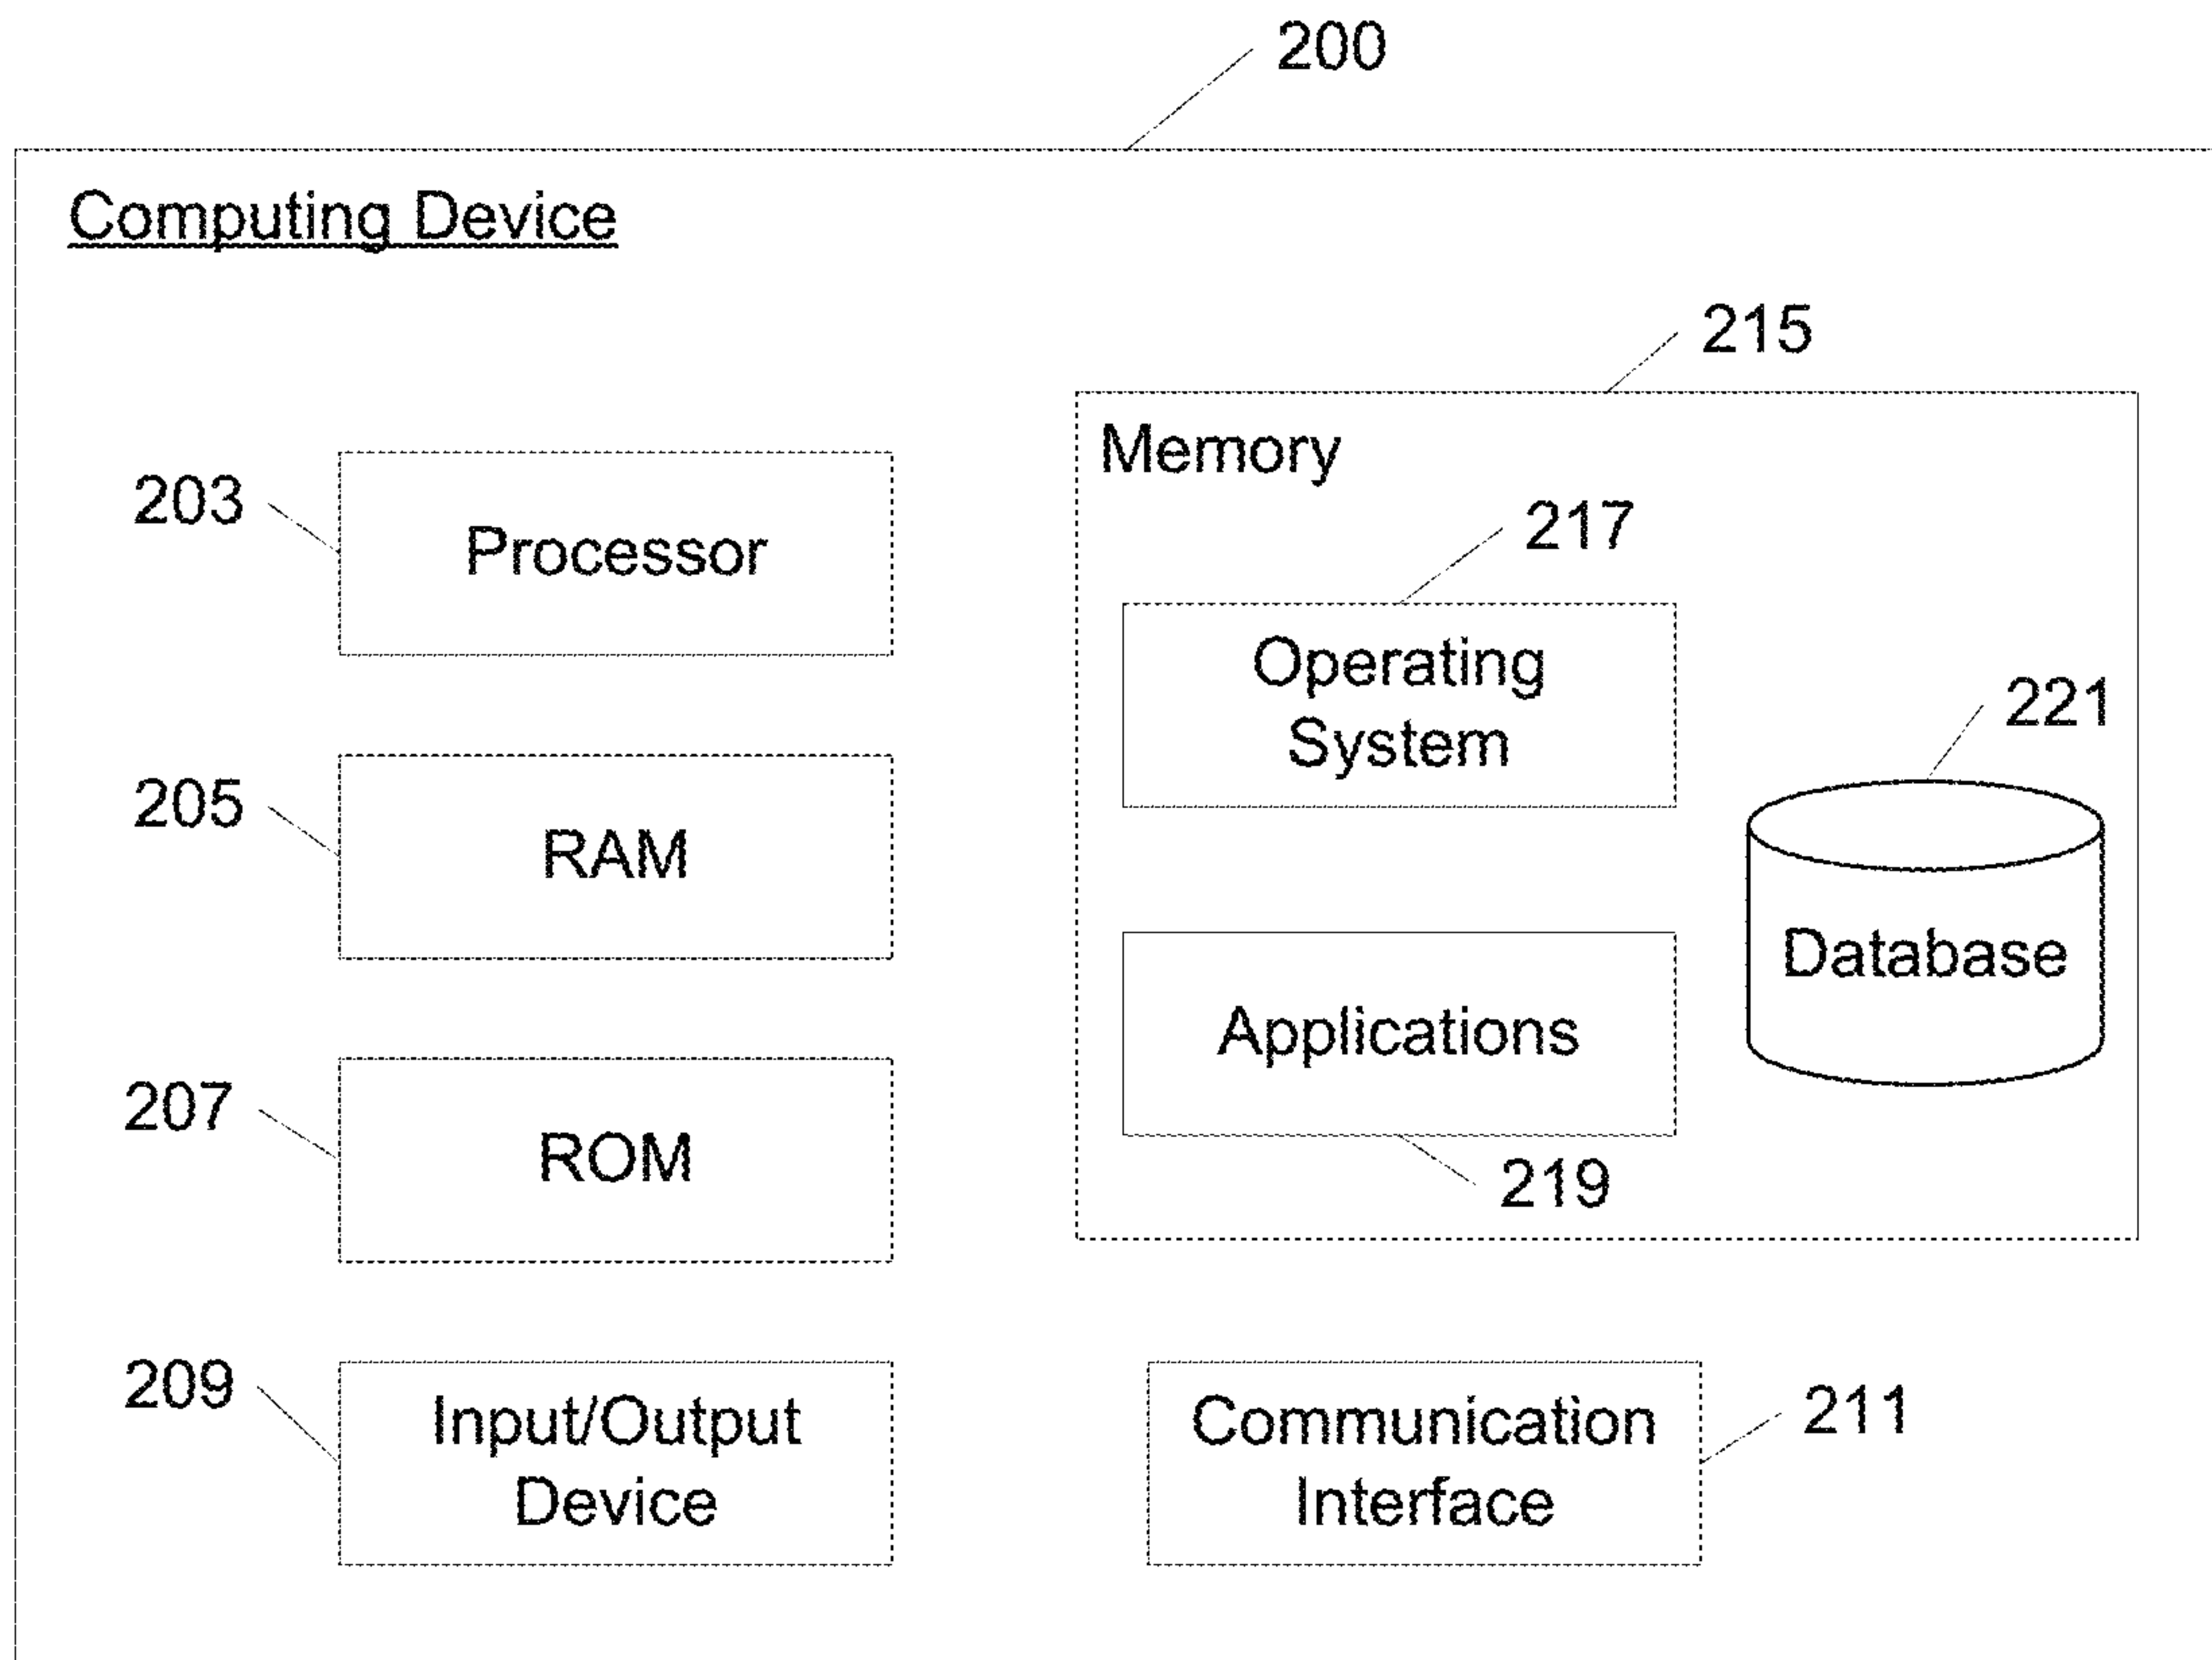 200
Computing Device
215
Memory
203
Processor
217
Operating
System
221
205
RAM
Database
Applications
207
ROM
219
209
Input/Output
Device
Communication
Interface
211